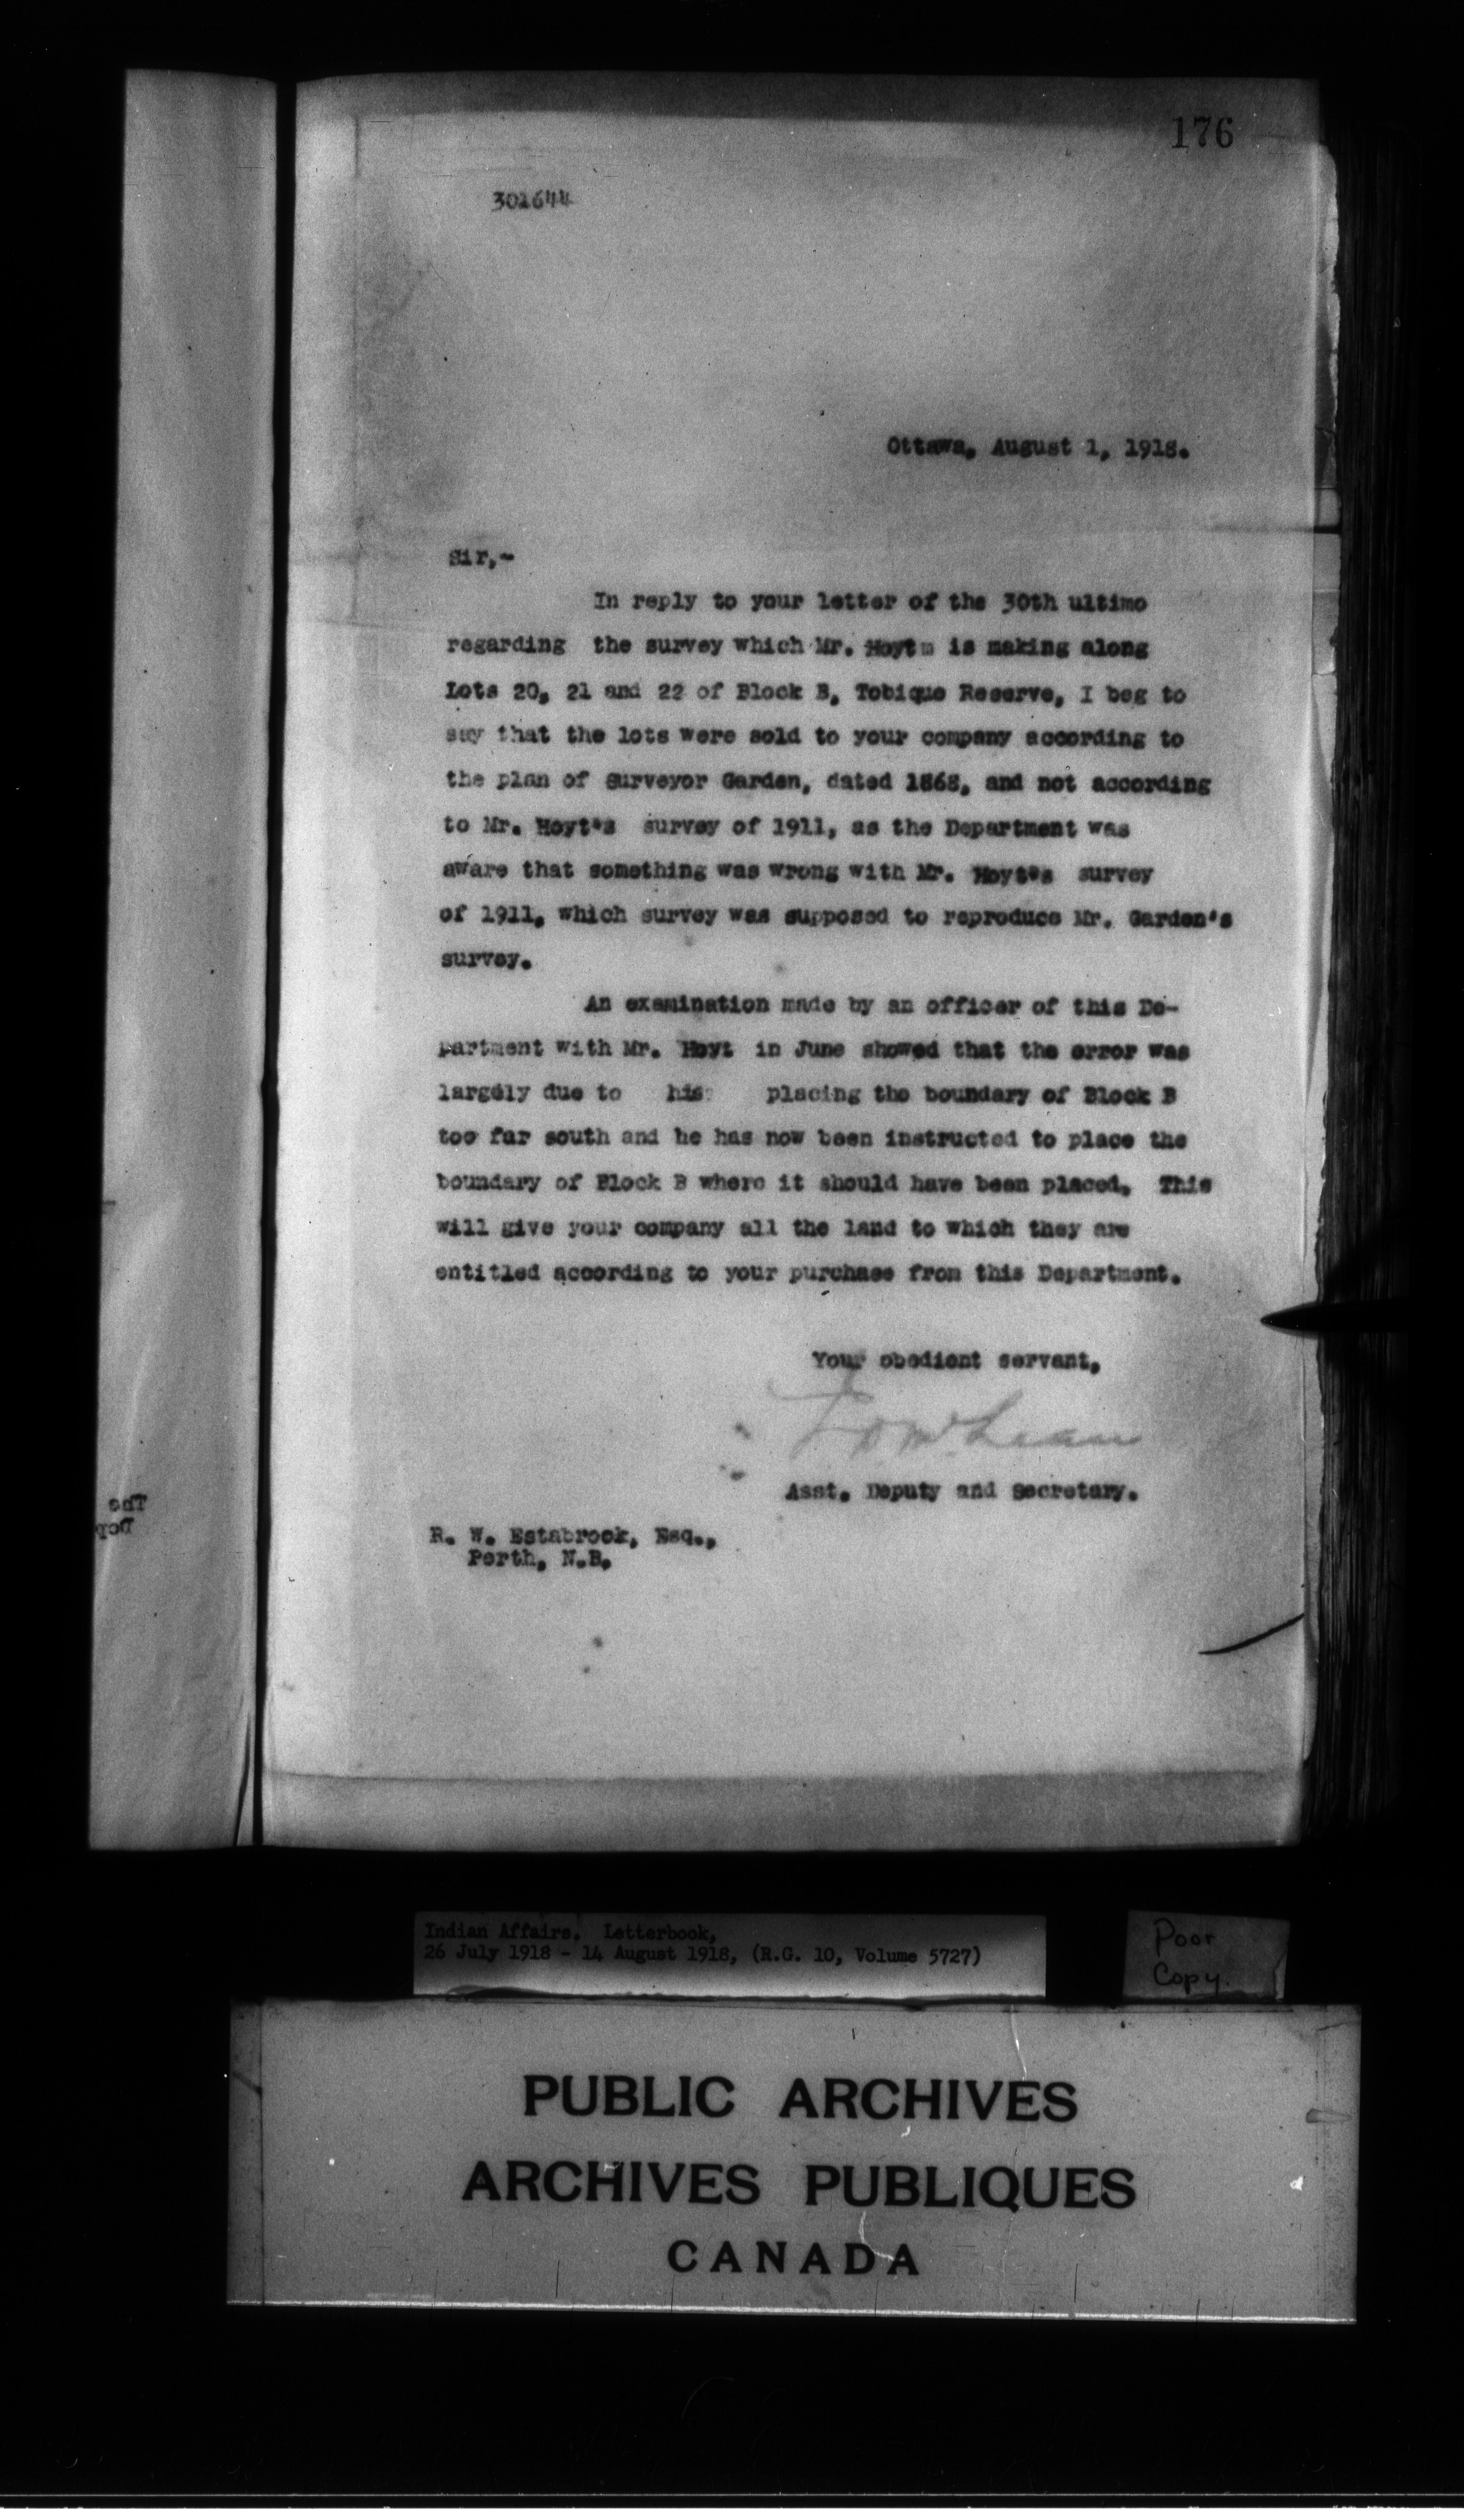 176
301644
Ottawa, August 1, 1918.
Sir,-
In reply to your letter of the 30th ultimo
regarding the survey which Mr. Hoyt is making along
Lots 20, 21 and 22 of Block B, Tobique Reserve, I beg to
say that the lots were sold to your company according to
the plan of Surveyor Garden, dated 1868, and not according
to Mr. Hoyt's survey of 1911, as the Department was
aware that something was wrong with Mr. Hoyt's survey
of 1911, which survey was supposed to reproduce Mr. Garden's
survey.
An examination made by an officer of this De-
partment with Mr. Hoyt in June showed that the error was
largely due to his placing the boundary of Block B
too far south and he has now been instructed to place the
boundary of Block B where it should have been placed. This
will give your company all the land to which they are
entitled according to your purchase from this Department.
Your obedient servant,
Asst. Deputy and Secretary.
R. W. Estabrook, Esq.,
Perth, N.B.
Indian Affairs. Letterbook,
26 July 1918 - 14 August 1918, (R.G. 10, Volume 5727)
Poor
Copy.
PUBLIC ARCHIVES
ARCHIVES PUBLIQUES
CANADA